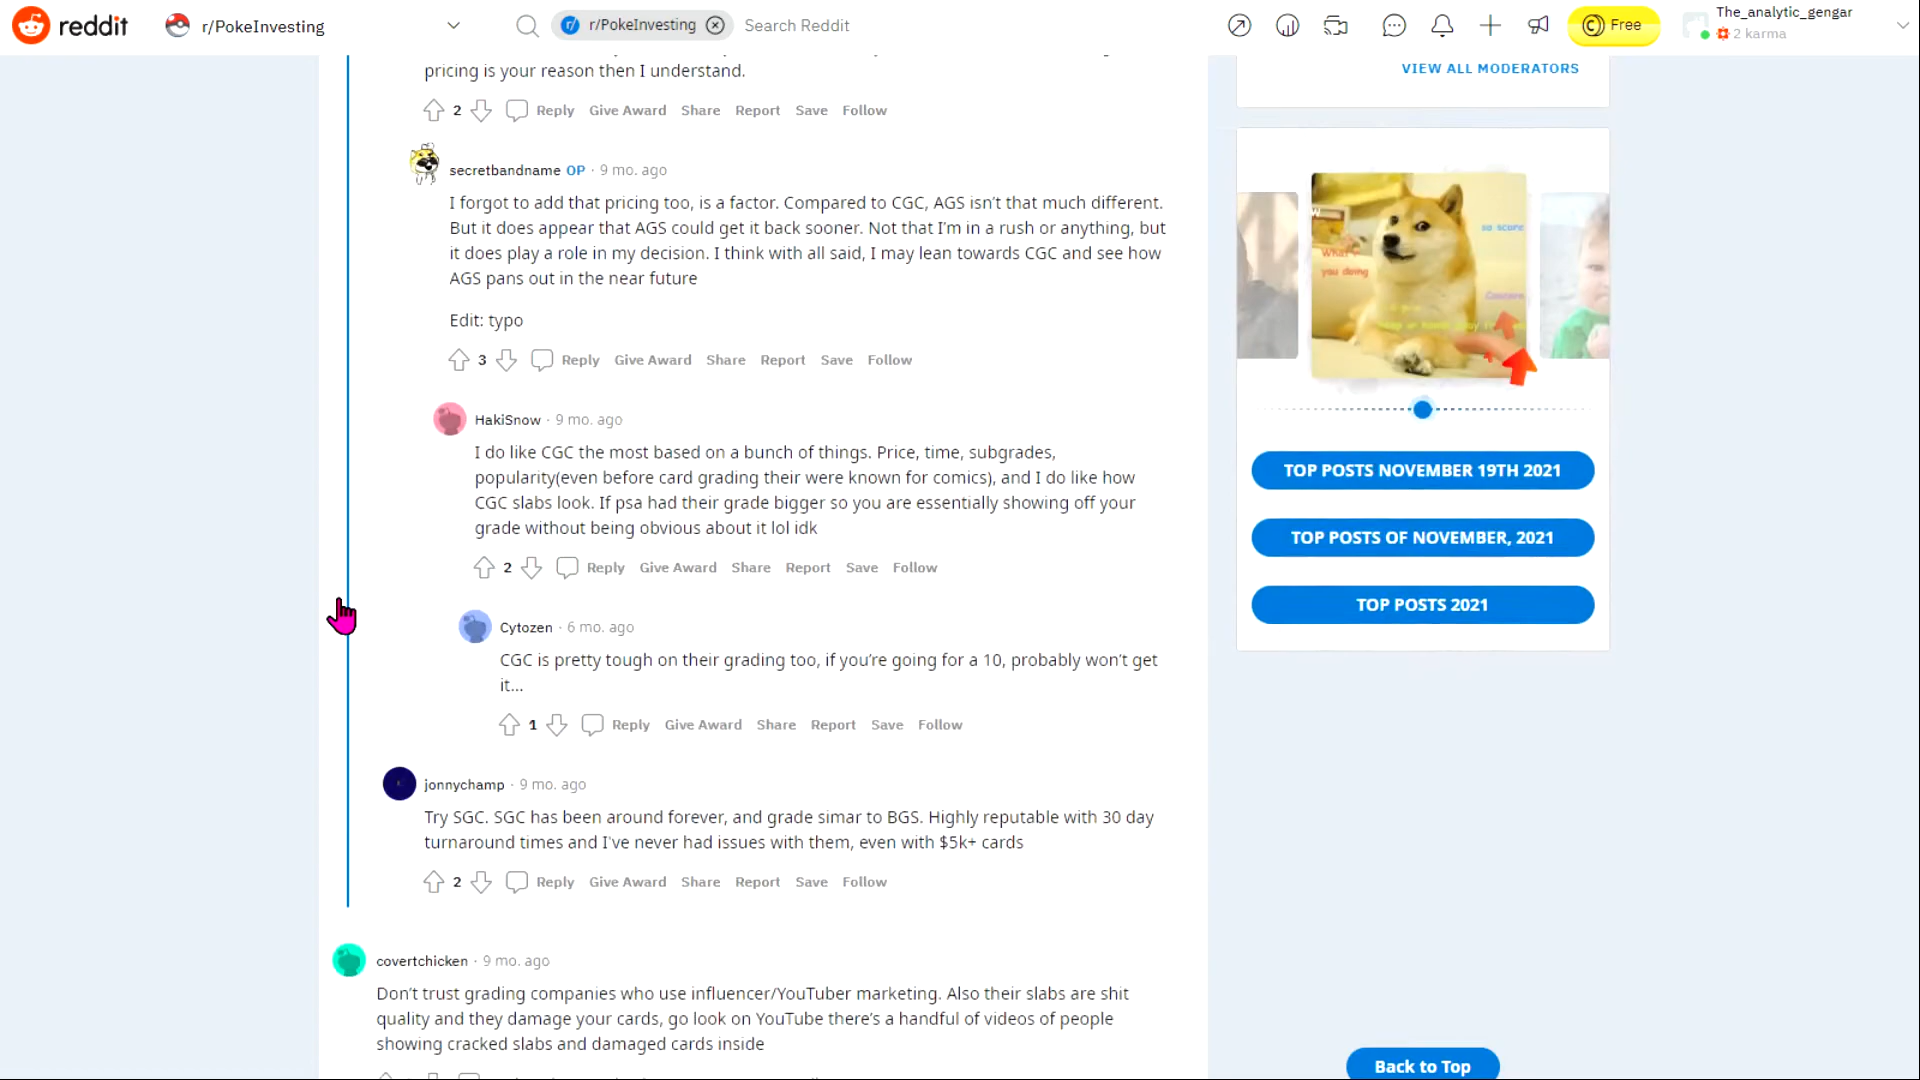 reddit
r/PokeInvesting
r/PokeInvesting
Search Reddit
Free
The_analytic_gengar
2 karma
pricing is your reason then I understand.
2
Reply
Give Award
Share
Report
Save
Follow
secretbandname OP · 9 mo. ago
I forgot to add that pricing too, is a factor. Compared to CGC, AGS isn't that much different.
But it does appear that AGS could get it back sooner. Not that I'm in a rush or anything, but
it does play a role in my decision. I think with all said, I may lean towards CGC and see how
AGS pans out in the near future
Edit: typo
3
Reply
Give Award
Share
Report
Save
Follow
HakiSnow · 9 mo. ago
I do like CGC the most based on a bunch of things. Price, time, subgrades,
popularity(even before card grading their were known for comics), and I do like how
CGC slabs look. If psa had their grade bigger so you are essentially showing off your
grade without being obvious about it lol idk
2
Reply
Give Award
Share
Report
Save
Follow
Cytozen · 6 mo. ago
CGC is pretty tough on their grading too, if you're going for a 10, probably won't get
it...
1
Reply
Give Award
Share
Report
Save
Follow
jonnychamp · 9 mo. ago
Try SGC. SGC has been around forever, and grade simar to BGS. Highly reputable with 30 day
turnaround times and I've never had issues with them, even with $5k+ cards
2
Reply
Give Award
Share
Report
Save
Follow
covertchicken · 9 mo. ago
Don't trust grading companies who use influencer/YouTuber marketing. Also their slabs are shit
quality and they damage your cards, go look on YouTube there's a handful of videos of people
showing cracked slabs and damaged cards inside
VIEW ALL MODERATORS
so scare
What
you doing
TOP POSTS NOVEMBER 19TH 2021
TOP POSTS OF NOVEMBER, 2021
TOP POSTS 2021
Back to Top